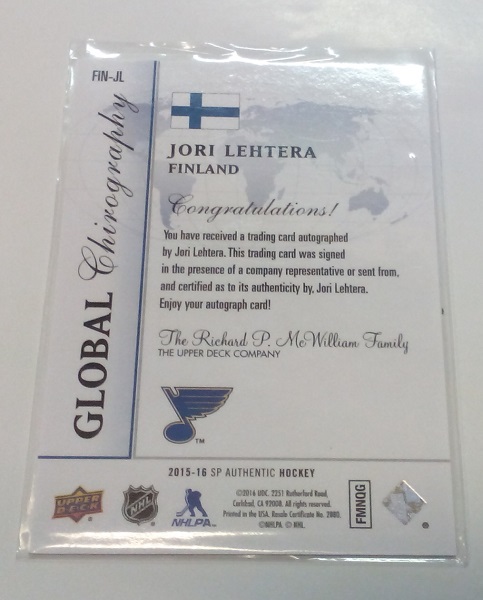 FIN-JL
GLOBAL Chirography
JORI LEHTERA
FINLAND
Congratulations!
You have received a trading card autographed
by Jori Lehtera. This trading card was signed
in the presence of a company representative or sent from,
and certified as to its authenticity by, Jori Lehtera.
Enjoy your autograph card!
The Richard P. McWilliam Family
THE UPPER DECK COMPANY
TM
2015-16 SP AUTHENTIC HOCKEY
UPPER DECK
NHL
NHLPA
©2016 UDC. 2251 Rutherford Road,
Carlsbad, CA 92008. All rights reserved.
Printed in the USA. Resale Certificate No. 2080.
©NHLPA © NHL.
FMNQG